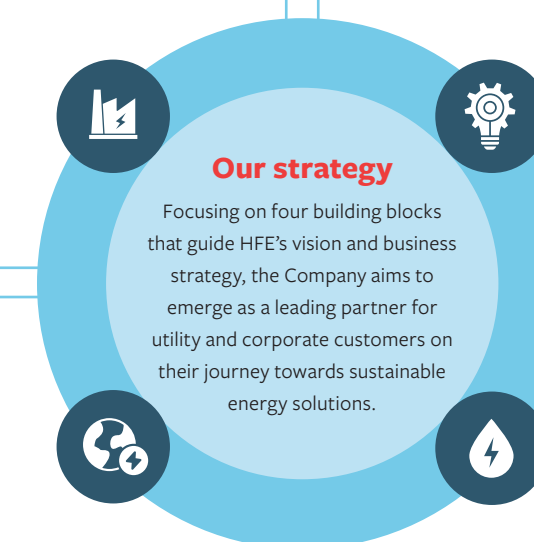 Our strategy
Focusing on four building blocks
that guide HFE's vision and business
strategy, the Company aims to
emerge as a leading partner for
utility and corporate customers on
their journey towards sustainable
energy solutions.